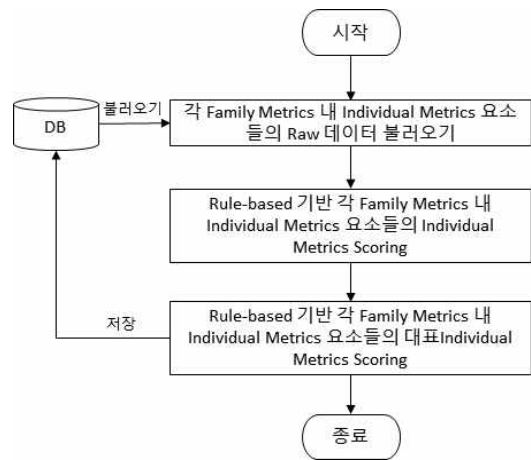 시작
불러오기
DB
각 Family Metrics 내 Individual Metrics 요소
들의 Raw 데이터 불러오기
Rule-based 기반 각 Family Metrics 내
Individual Metrics 요소들의 Individual
Metrics Scoring
저장
Rule-based 기반 각 Family Metrics 내
Individual Metrics 요소들의 대표Individual
Metrics Scoring
종료